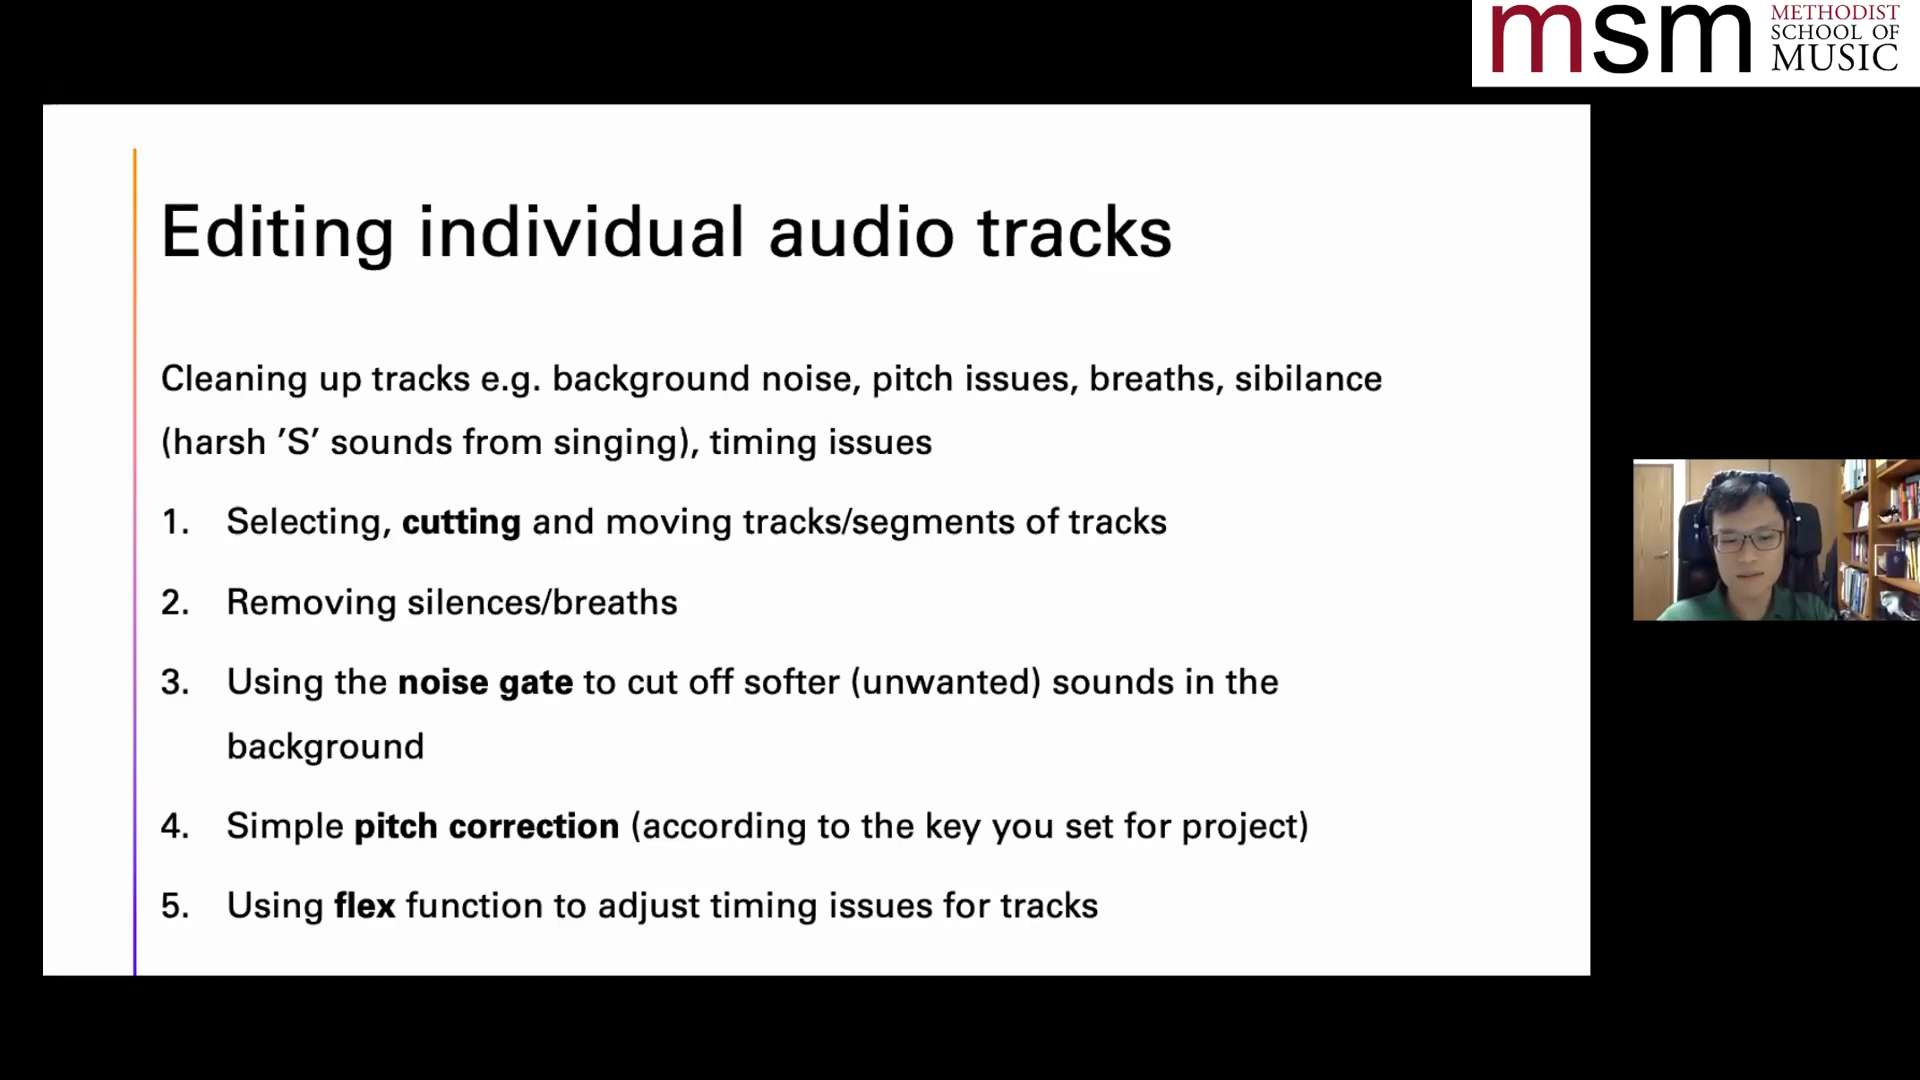 msm METHODIST
SCHOOL OF
MUSIC
Editing individual audio tracks
Cleaning up tracks e.g. background noise, pitch issues, breaths, sibilance
(harsh ’S’ sounds from singing), timing issues
1. Selecting, cutting and moving tracks/segments of tracks
2. Removing silences/breaths
3. Using the noise gate to cut off softer (unwanted) sounds in the
background
4. Simple pitch correction (according to the key you set for project)
5. Using flex function to adjust timing issues for tracks